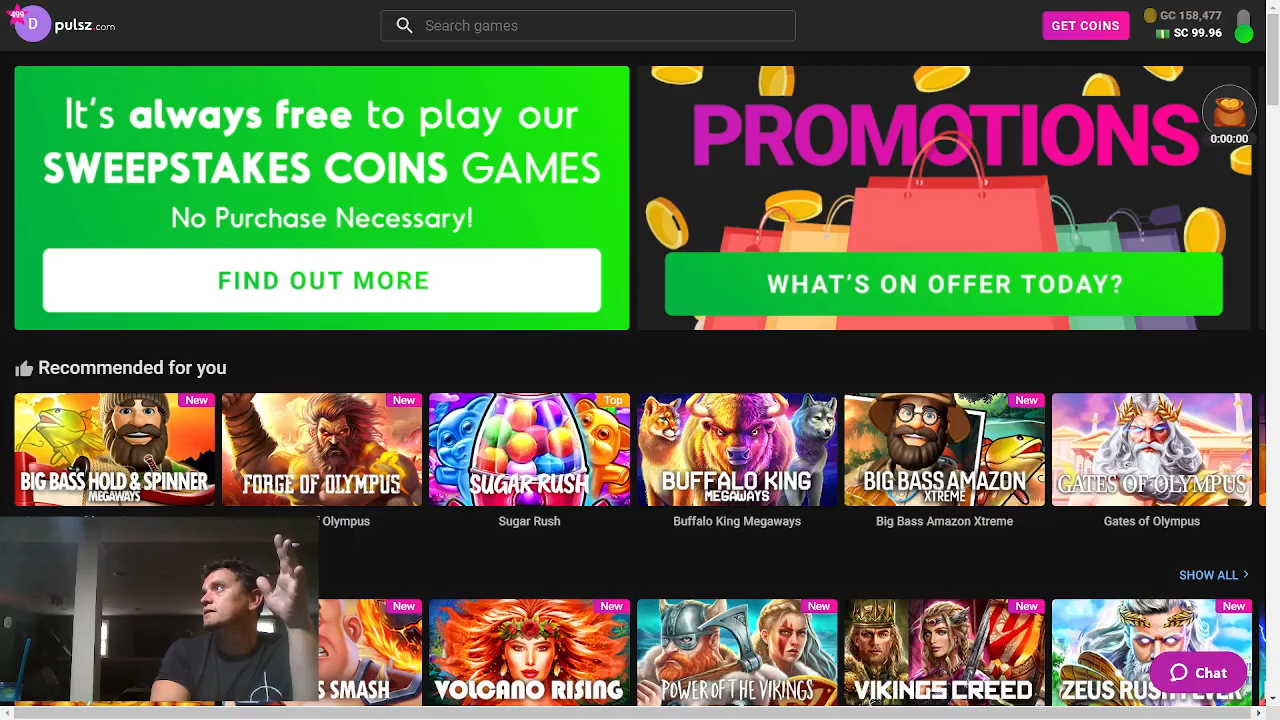 499
D
pulsz.com
Search games
GET COINS
GC 158,477
SC 99.96
It's always free to play our
SWEEPSTAKES COINS GAMES
No Purchase Necessary!
FIND OUT MORE
PROMOTIONS
WHAT'S ON OFFER TODAY?
0:00:00
Recommended for you
New
New
Top
New
BIG BASS HOLD & SPINNER
MEGAWAYS
FORGE OF OLYMPUS
SUGAR RUSH
BUFFALO KING
MEGAWAYS
BIG BASS AMAZON
XTREME
GATES OF OLYMPUS
Olympus
Sugar Rush
Buffalo King Megaways
Big Bass Amazon Xtreme
Gates of Olympus
SHOW ALL
New
New
New
New
New
SMASH
VOLCANO RISING
POWER OF THE VIKINGS
VIKINGS CREED
ZEUS RUSH FEVER
Chat